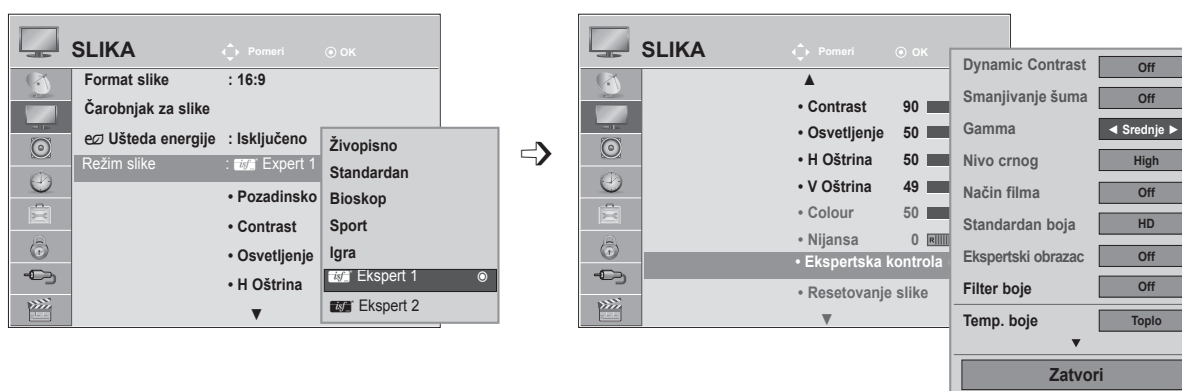 SLIKA Pomeri OK
Format slike : 16:9
Čarobnjak za slike
Ušteda energije : Isključeno
Režim slike : isf Expert 1
• Pozadinsko
• Contrast
• Osvetljenje
• H Oštrina
▼
Živopisno
Standardan
Bioskop
Sport
Igra
isf Ekspert 1
isf Ekspert 2
SLIKA Pomeri OK
▲
• Contrast 90
• Osvetljenje 50
• H Oštrina 50
• V Oštrina 49
• Colour 50
• Nijansa 0 R
• Ekspertska kontrola
• Resetovanje slike
▼
Dynamic Contrast Off
Smanjivanje šuma Off
Gamma ◄ Srednje ►
Nivo crnog High
Način filma Off
Standardan boja HD
Ekspertski obrazac Off
Filter boje Off
Temp. boje Toplo
▼
Zatvori